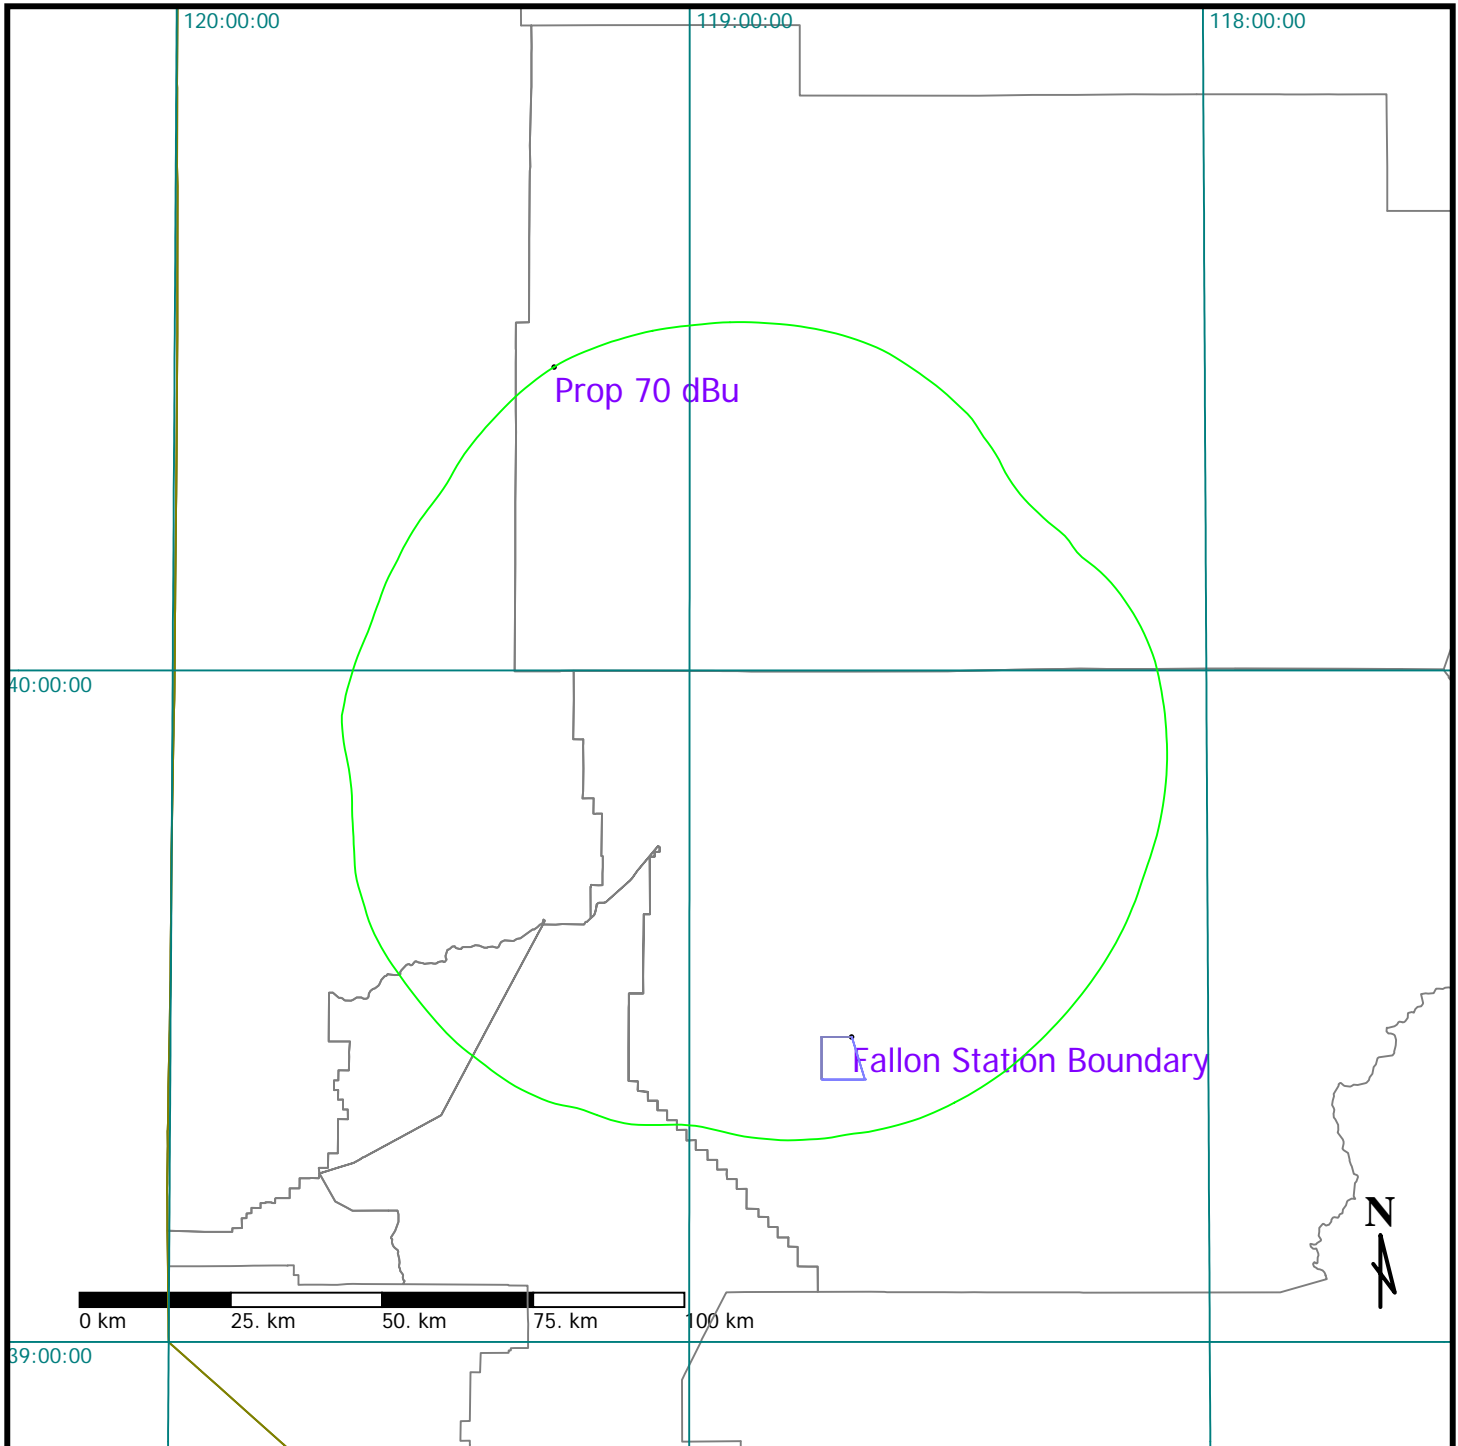 120:00:00
119:00:00
118:00:00
Prop 70 dBu
40:00:00
Fallon Station Boundary
N
0 km
25. km
50. km
75. km
100 km
39:00:00